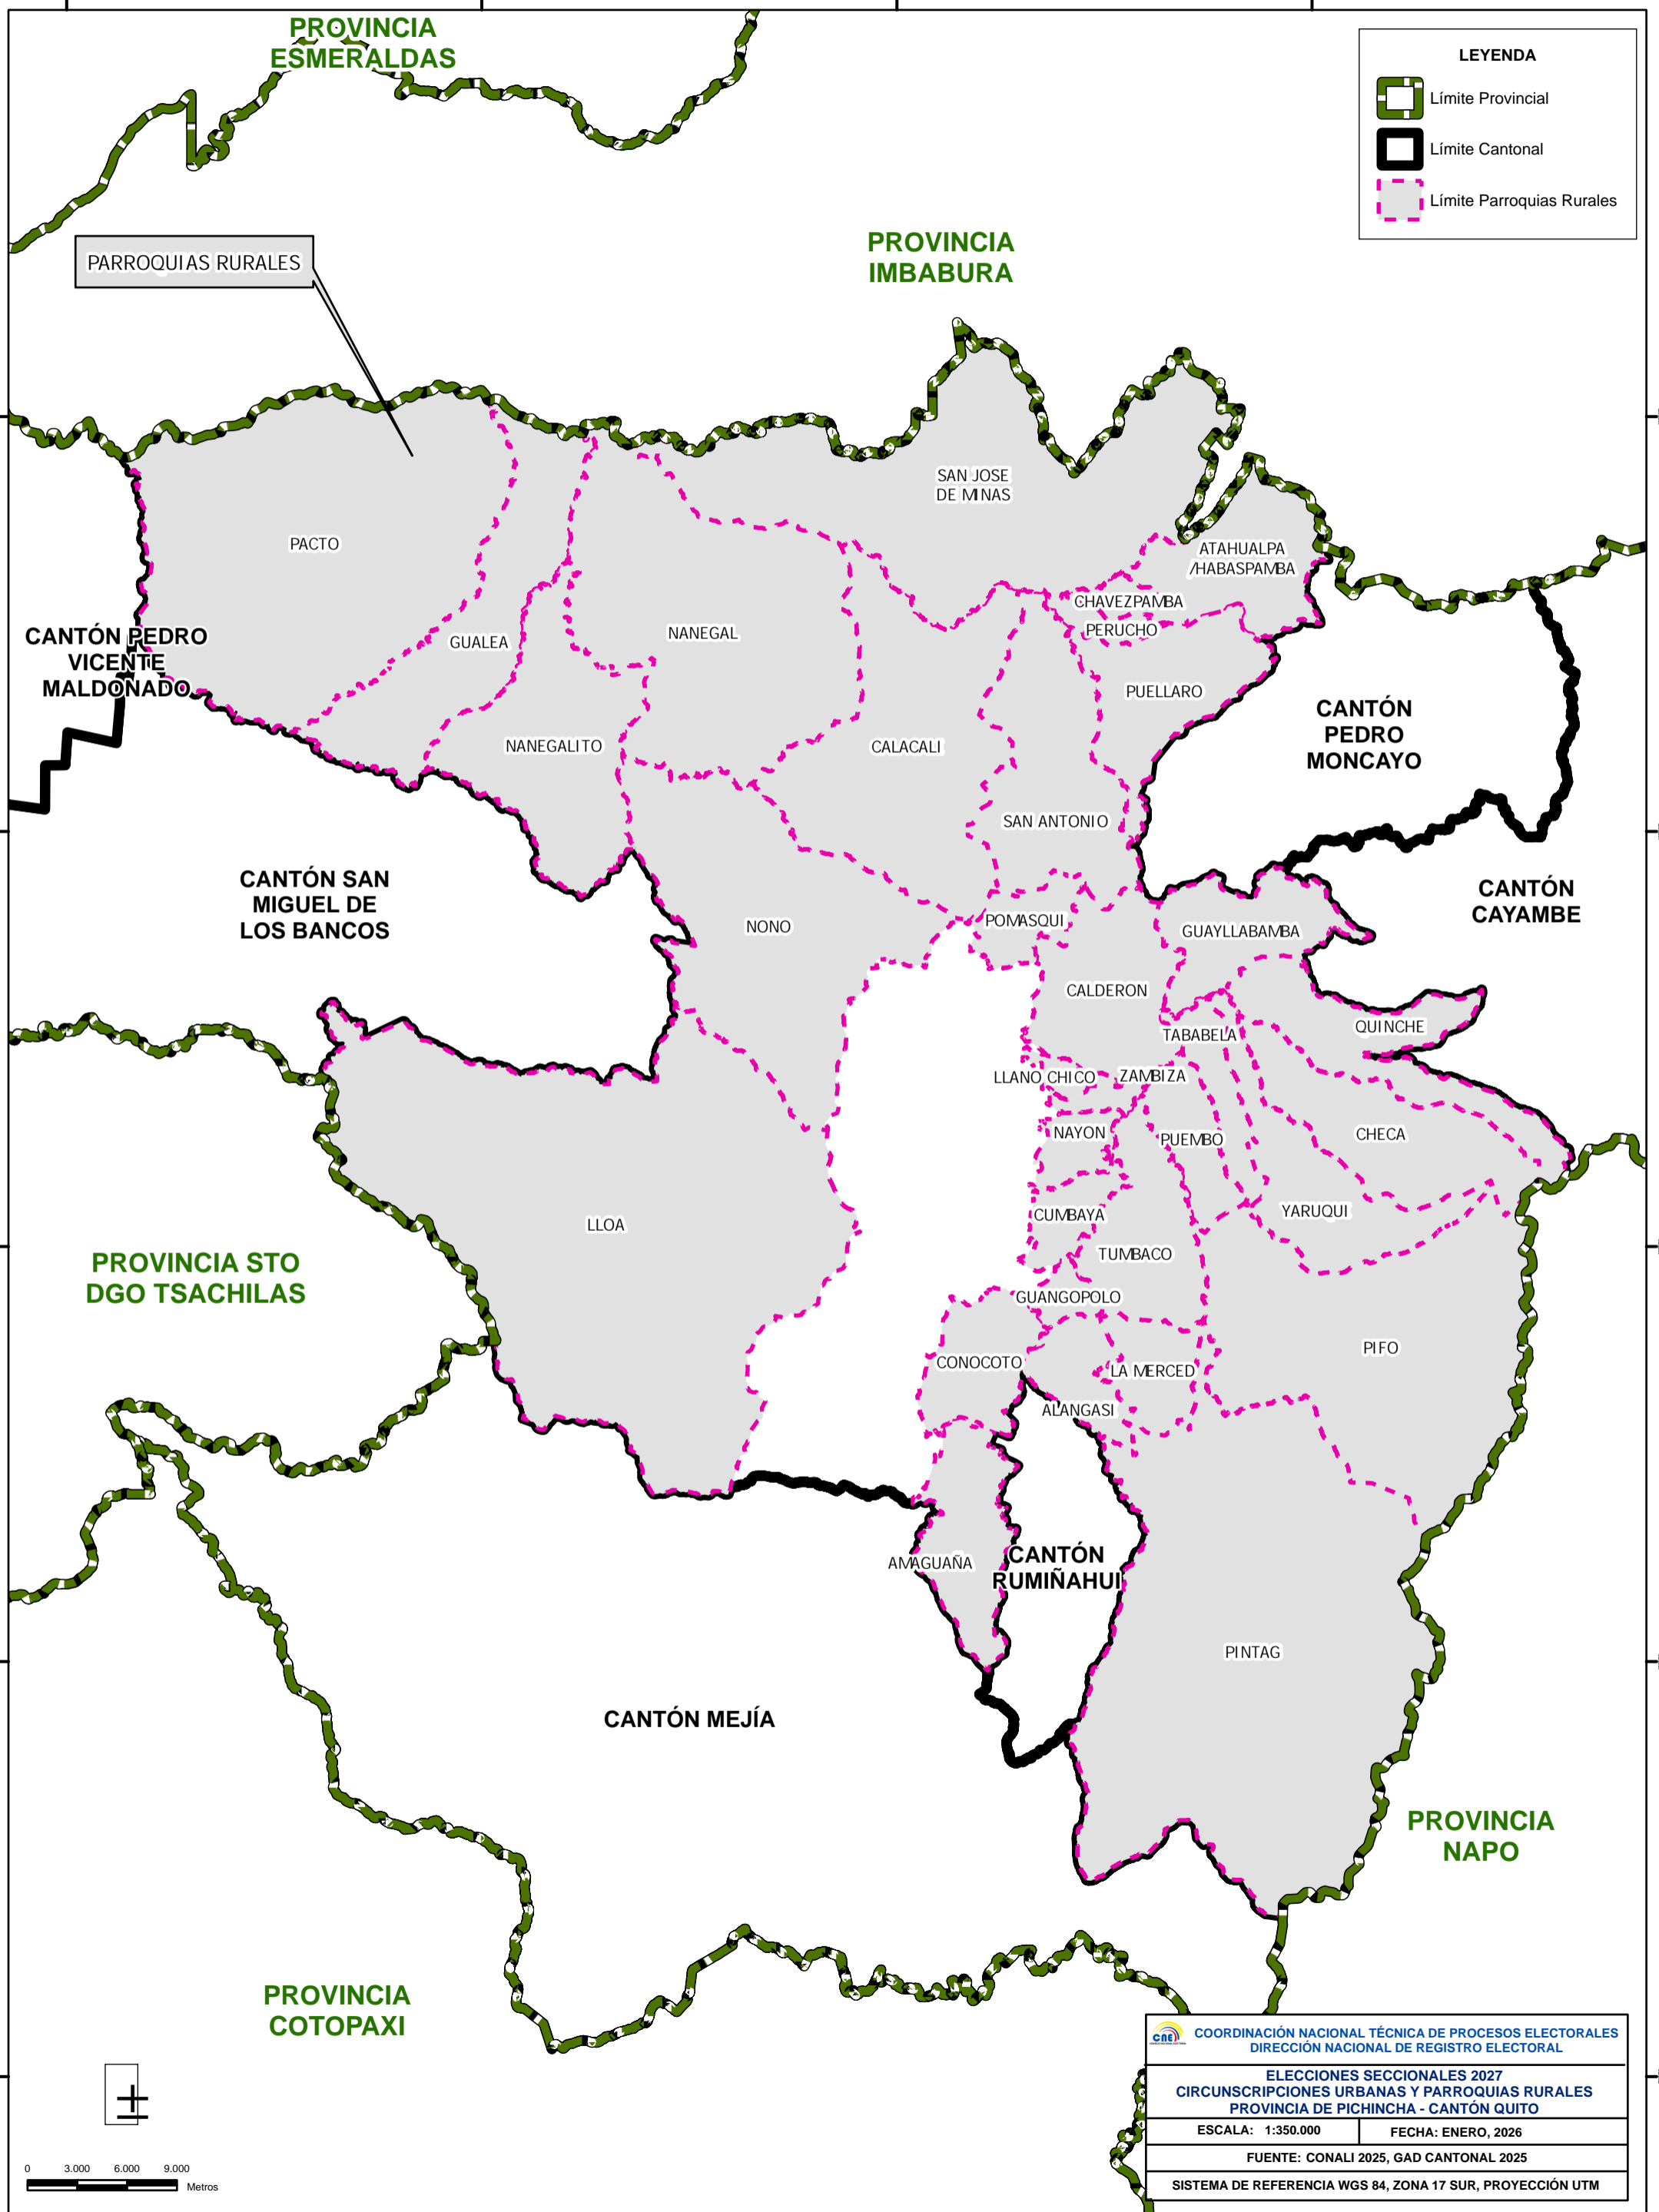 PROVINCIA
ESMERALDAS
LEYENDA
Límite Provincial
Límite Cantonal
Límite Parroquias Rurales
PROVINCIA
IMBABURA
PARROQUIAS RURALES
SAN JOSE
DE MINAS
PACTO
ATAHUALPA
/HABASPAMBA
CHAVEZPAMBA
PERUCHO
CANTÓN PEDRO
VICENTE
MALDONADO
GUALEA
NANEGAL
PUELLARO
CANTÓN
PEDRO
MONCAYO
NANEGALITO
CALACALI
SAN ANTONIO
CANTÓN SAN
MIGUEL DE
LOS BANCOS
CANTÓN
CAYAMBE
NONO
POMASQUI
GUAYLLABAMBA
CALDERON
QUINCHE
TABABELA
LLANO CHICO
ZAMBIZA
NAYON
PUEMBO
CHECA
LLOA
CUMBAYA
YARUQUI
TUMBACO
PROVINCIA STO
DGO TSACHILAS
GUANGOPOLO
PIFO
CONOCOTO
LA MERCED
ALANGASI
AMAGUAÑA
CANTÓN
RUMIÑAHUI
PINTAG
CANTÓN MEJÍA
PROVINCIA
NAPO
PROVINCIA
COTOPAXI
CNE
COORDINACIÓN NACIONAL TÉCNICA DE PROCESOS ELECTORALES
DIRECCIÓN NACIONAL DE REGISTRO ELECTORAL
ELECCIONES SECCIONALES 2027
CIRCUNSCRIPCIONES URBANAS Y PARROQUIAS RURALES
PROVINCIA DE PICHINCHA - CANTÓN QUITO
ESCALA: 1:350.000
FECHA: ENERO, 2026
FUENTE: CONALI 2025, GAD CANTONAL 2025
SISTEMA DE REFERENCIA WGS 84, ZONA 17 SUR, PROYECCIÓN UTM
0 3.000 6.000 9.000
Metros